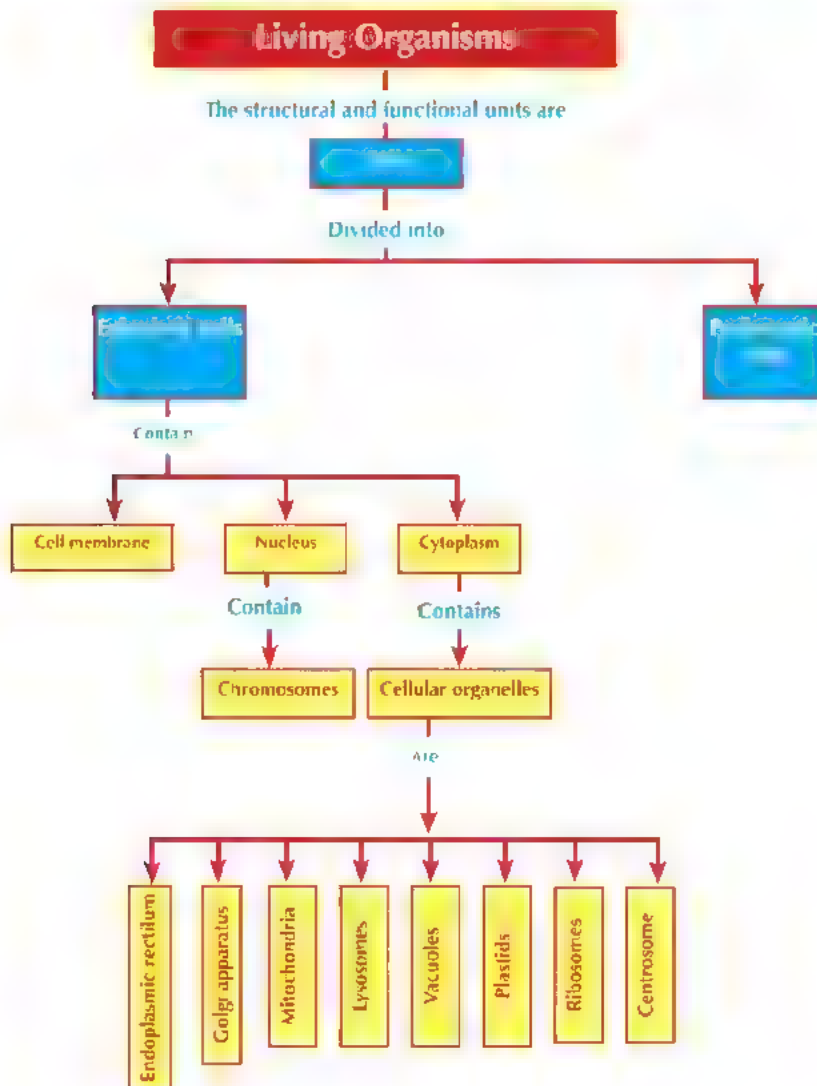 Living Organisms
The structural and functional units are
Divided into
Contain
Cell membrane
Nucleus
Cytoplasm
Contain
Contains
Chromosomes
Cellular organelles
Are
Endoplasmic rectilum
Golgi apparatus
Mitochondria
Lysosomes
Vacuoles
Plastids
Ribosomes
Centrosome